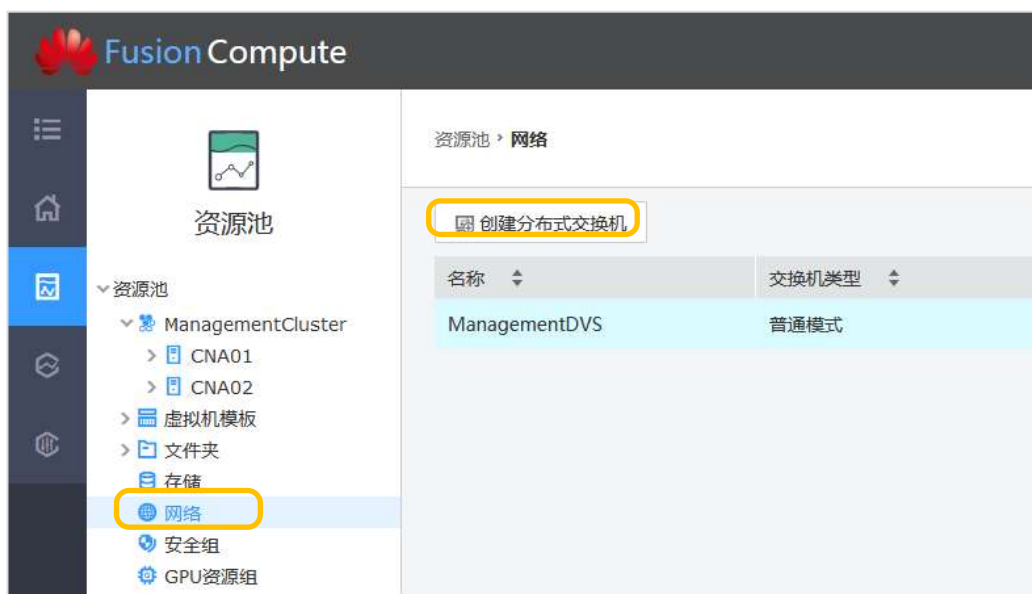 Fusion Compute
资源池
资源池
ManagementCluster
CNA01
CNA02
虚拟机模板
文件夹
存储
网络
安全组
GPU资源组
资源池 › 网络
创建分布式交换机
名称 交换机类型
ManagementDVS 普通模式